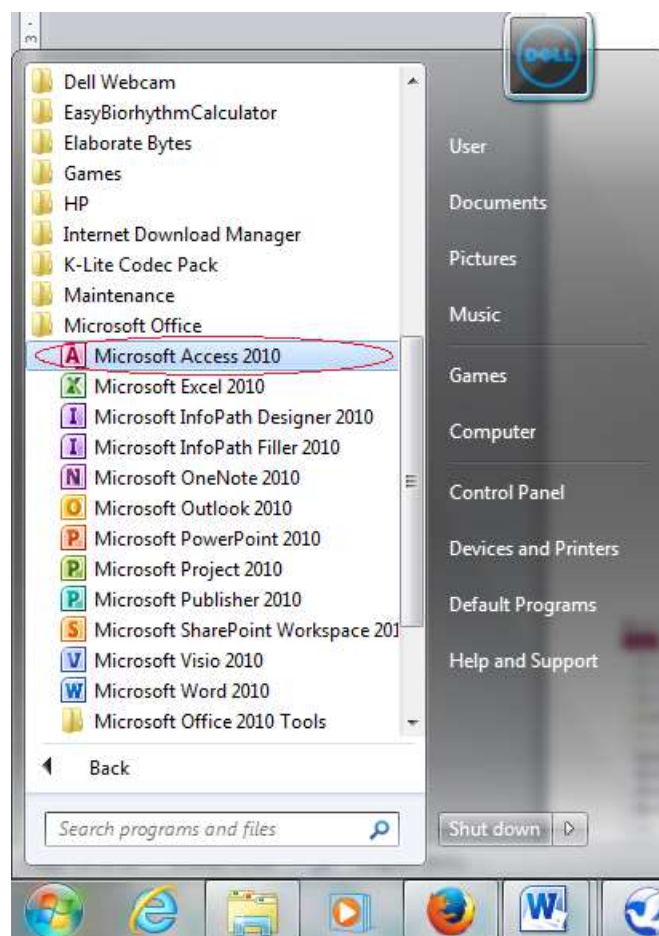 3
DELL
Dell Webcam
EasyBiorhythmCalculator
Elaborate Bytes
Games
HP
Internet Download Manager
K-Lite Codec Pack
Maintenance
Microsoft Office
Microsoft Access 2010
Microsoft Excel 2010
Microsoft InfoPath Designer 2010
Microsoft InfoPath Filler 2010
Microsoft OneNote 2010
Microsoft Outlook 2010
Microsoft PowerPoint 2010
Microsoft Project 2010
Microsoft Publisher 2010
Microsoft SharePoint Workspace 201
Microsoft Visio 2010
Microsoft Word 2010
Microsoft Office 2010 Tools
Back
Search programs and files
User
Documents
Pictures
Music
Games
Computer
Control Panel
Devices and Printers
Default Programs
Help and Support
Shut down